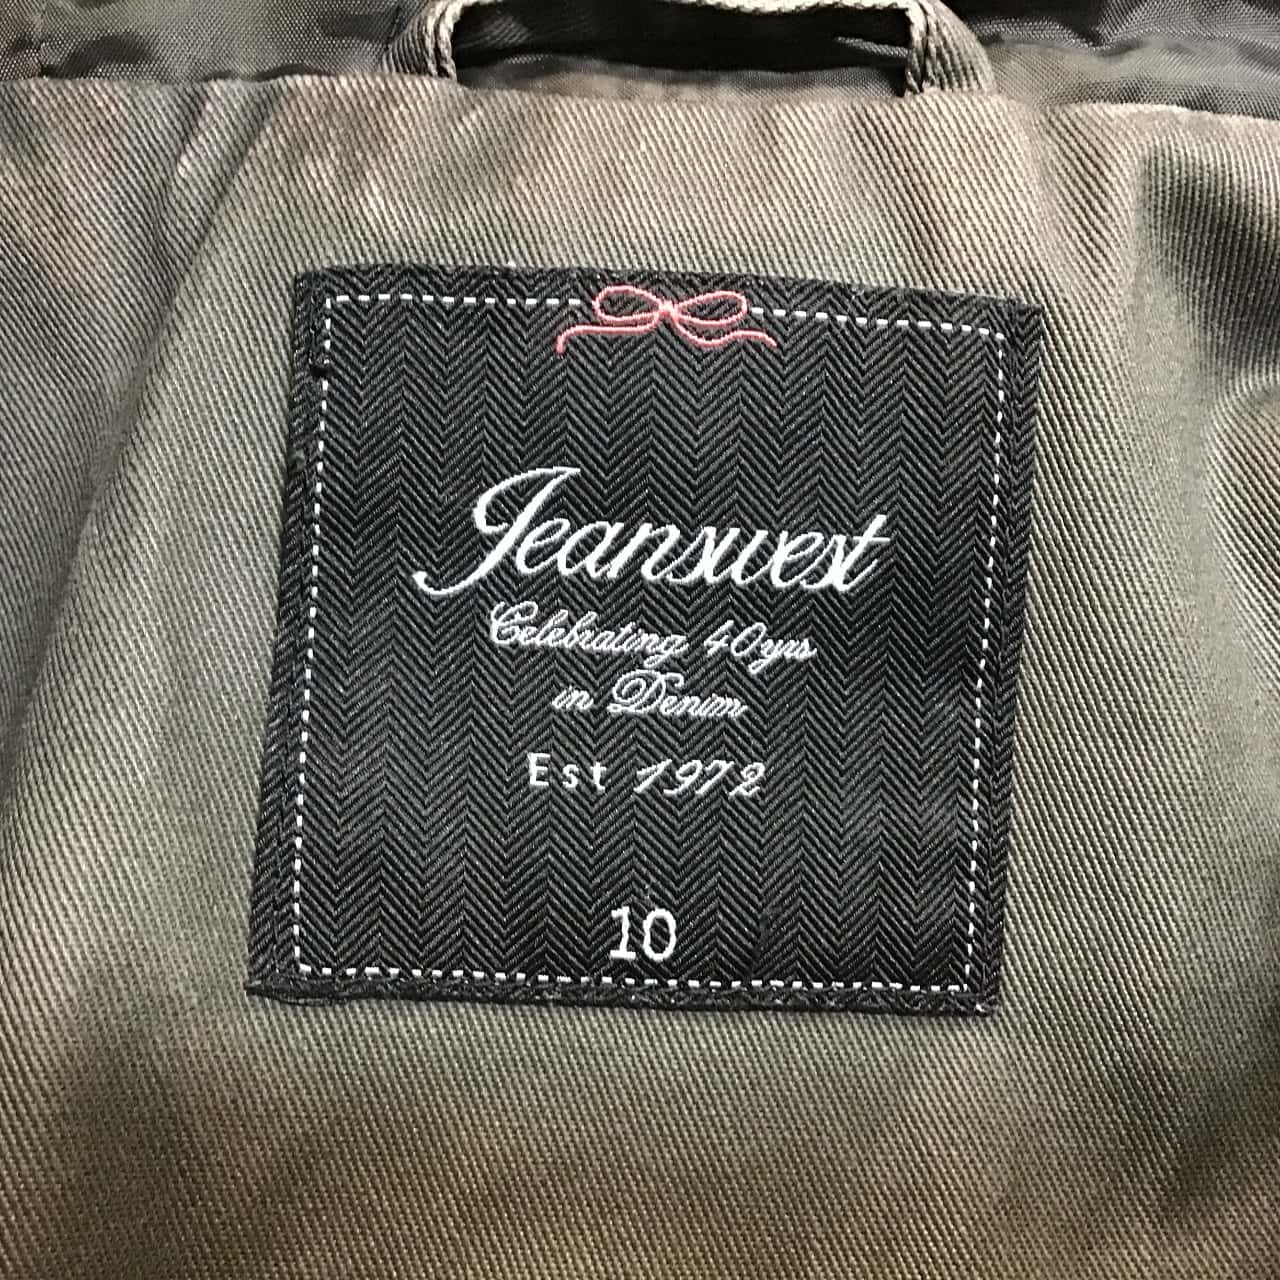 Jeanswest
Celebrating 40yrs
in Denim
Est 1972
10